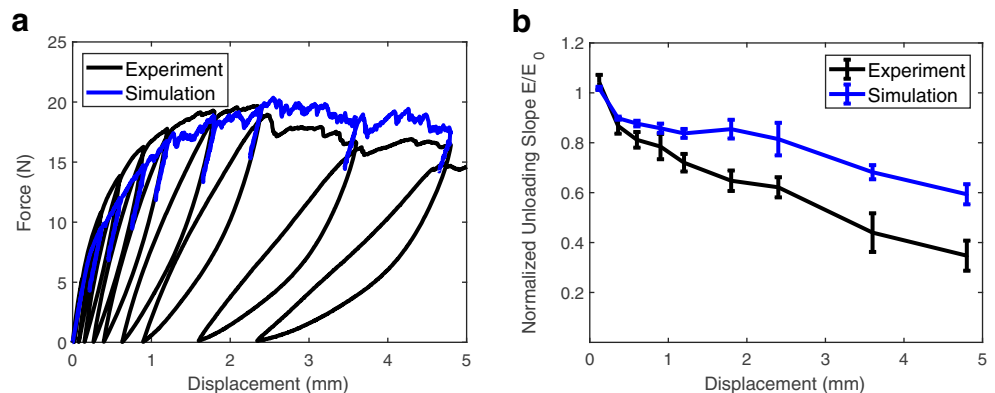 a
25
20
15
10
5
0
Force (N)
Experiment
Simulation
0 1 2 3 4 5
Displacement (mm)
b
1.2
1
0.8
0.6
0.4
0.2
Normalized Unloading Slope E/E0
Experiment
Simulation
0 1 2 3 4 5
Displacement (mm)